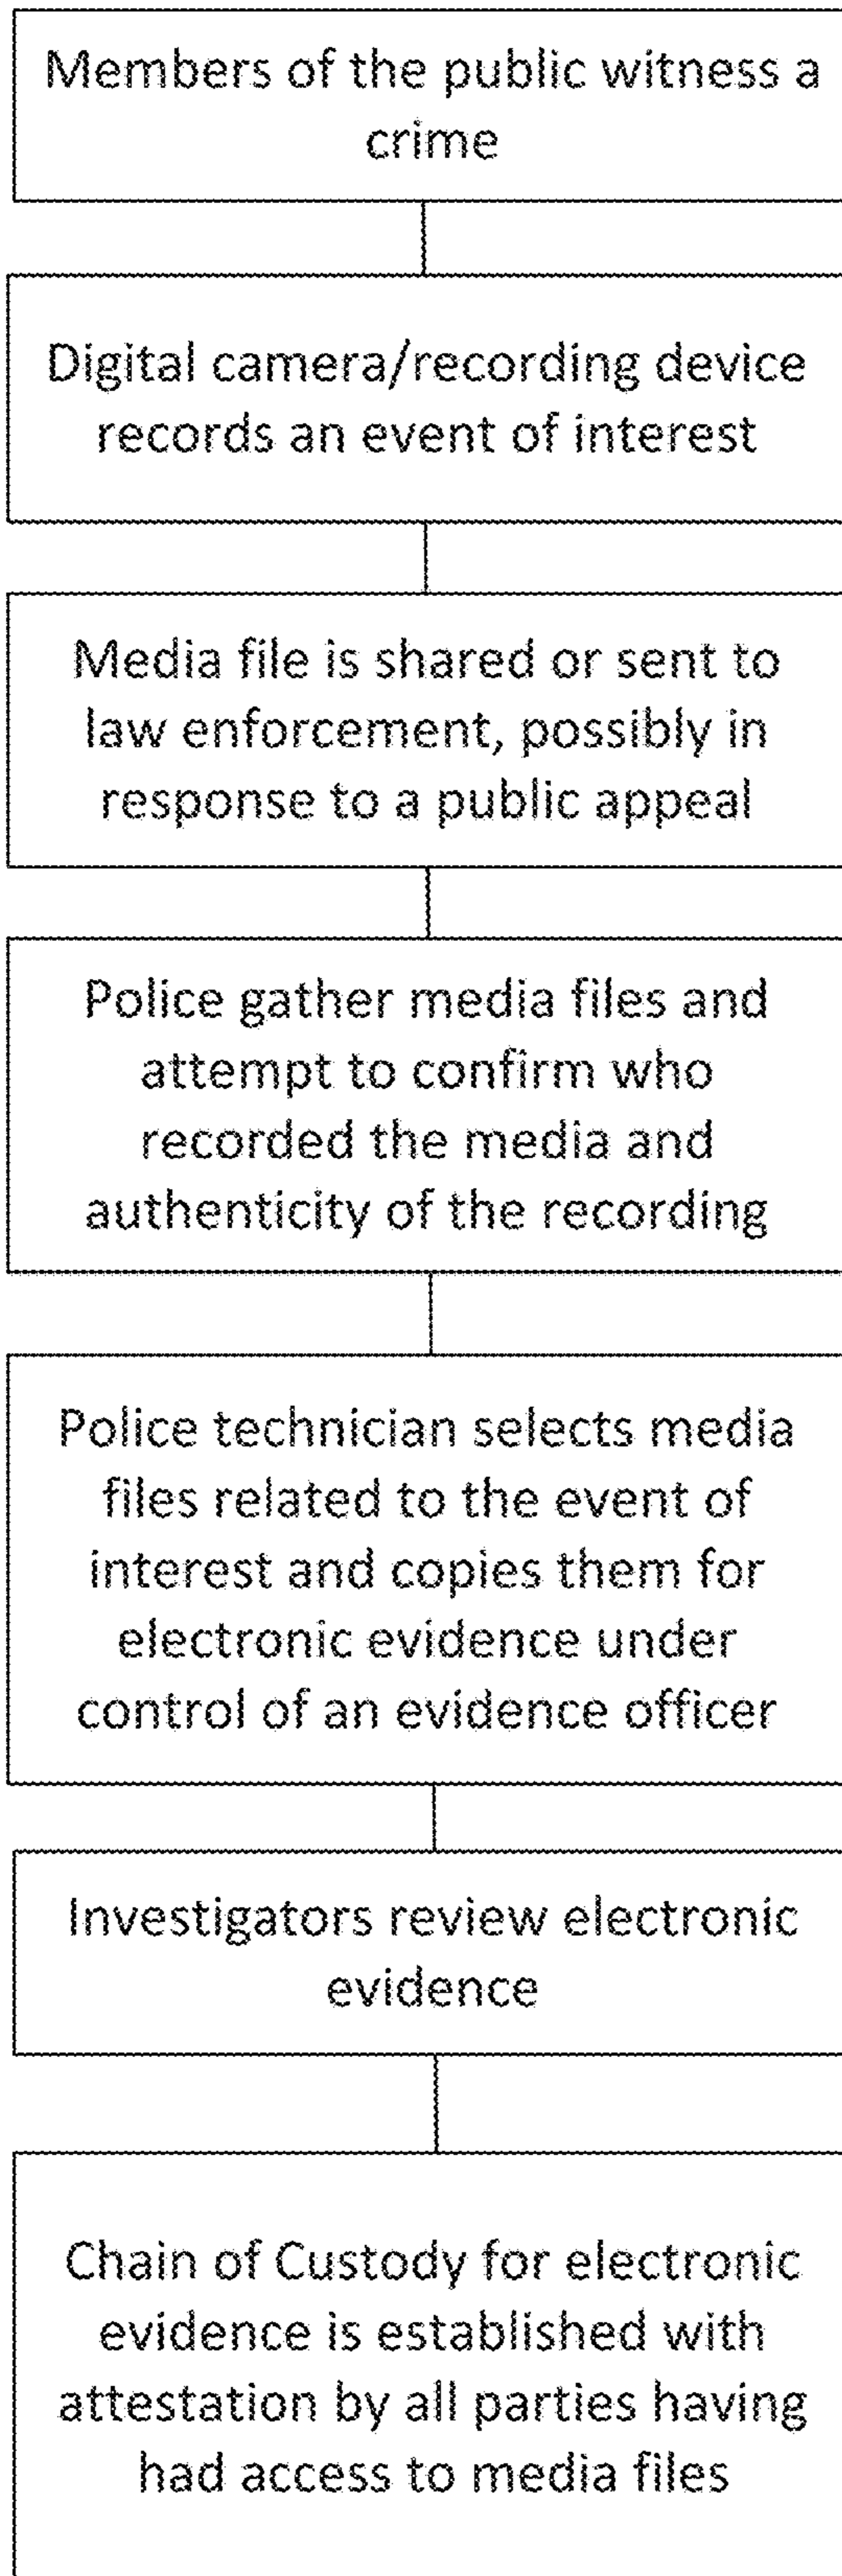 Members of the public witness a
crime
Digital camera/recording device
records an event of interest
Media file is shared or sent to
law enforcement, possibly in
response to a public appeal
Police gather media files and
attempt to confirm who
recorded the media and
authenticity of the recording
Police technician selects media
files related to the event of
interest and copies them for
electronic evidence under
control of an evidence officer
Investigators review electronic
evidence
Chain of Custody for electronic
evidence is established with
attestation by all parties having
had access to media files